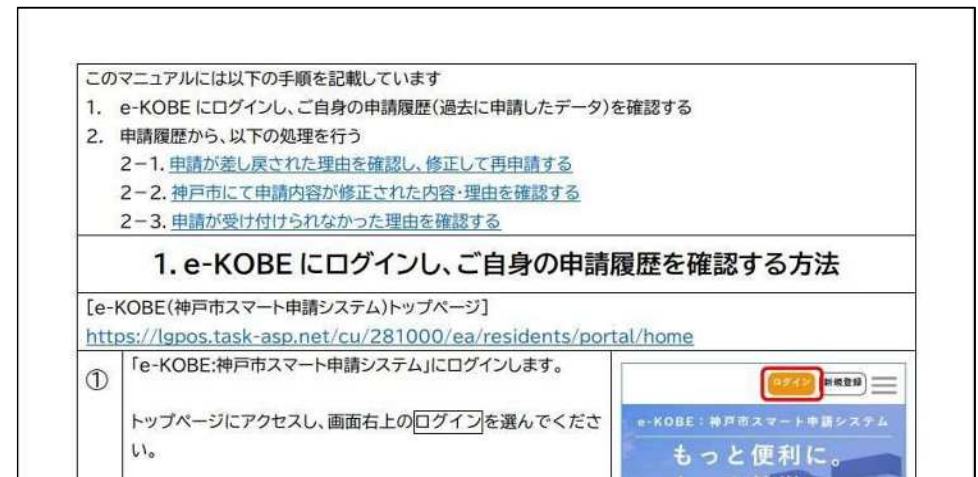 このマニュアルには以下の手順を記載しています
1. e-KOBE にログインし、ご自身の申請履歴(過去に申請したデータ)を確認する
2. 申請履歴から、以下の処理を行う
2-1. 申請が差し戻された理由を確認し、修正して再申請する
2-2. 神戸市にて申請内容が修正された内容・理由を確認する
2-3. 申請が受け付けられなかった理由を確認する
1. e-KOBE にログインし、ご自身の申請履歴を確認する方法
[e-KOBE(神戸市スマート申請システム)トップページ]
https://lgpos.task-asp.net/cu/281000/ea/residents/portal/home
①
「e-KOBE:神戸市スマート申請システム」にログインします。
トップページにアクセスし、画面右上のログインを選んでくださ
い。
ログイン 新規登録
e-KOBE：神戸市スマート申請システム
もっと便利に。